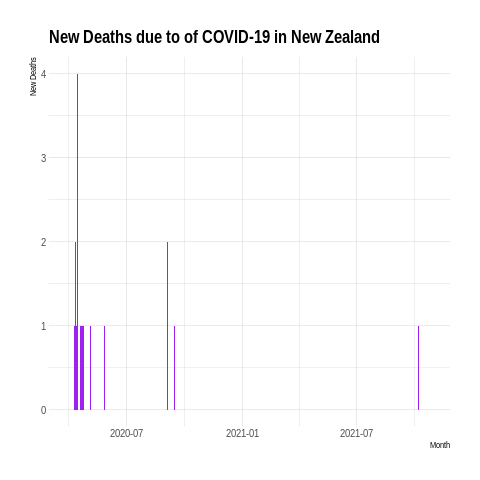 New Deaths due to of COVID-19 in New Zealand
New Deaths
4
3
2
1
0
2020-07
2021-01
2021-07
Month